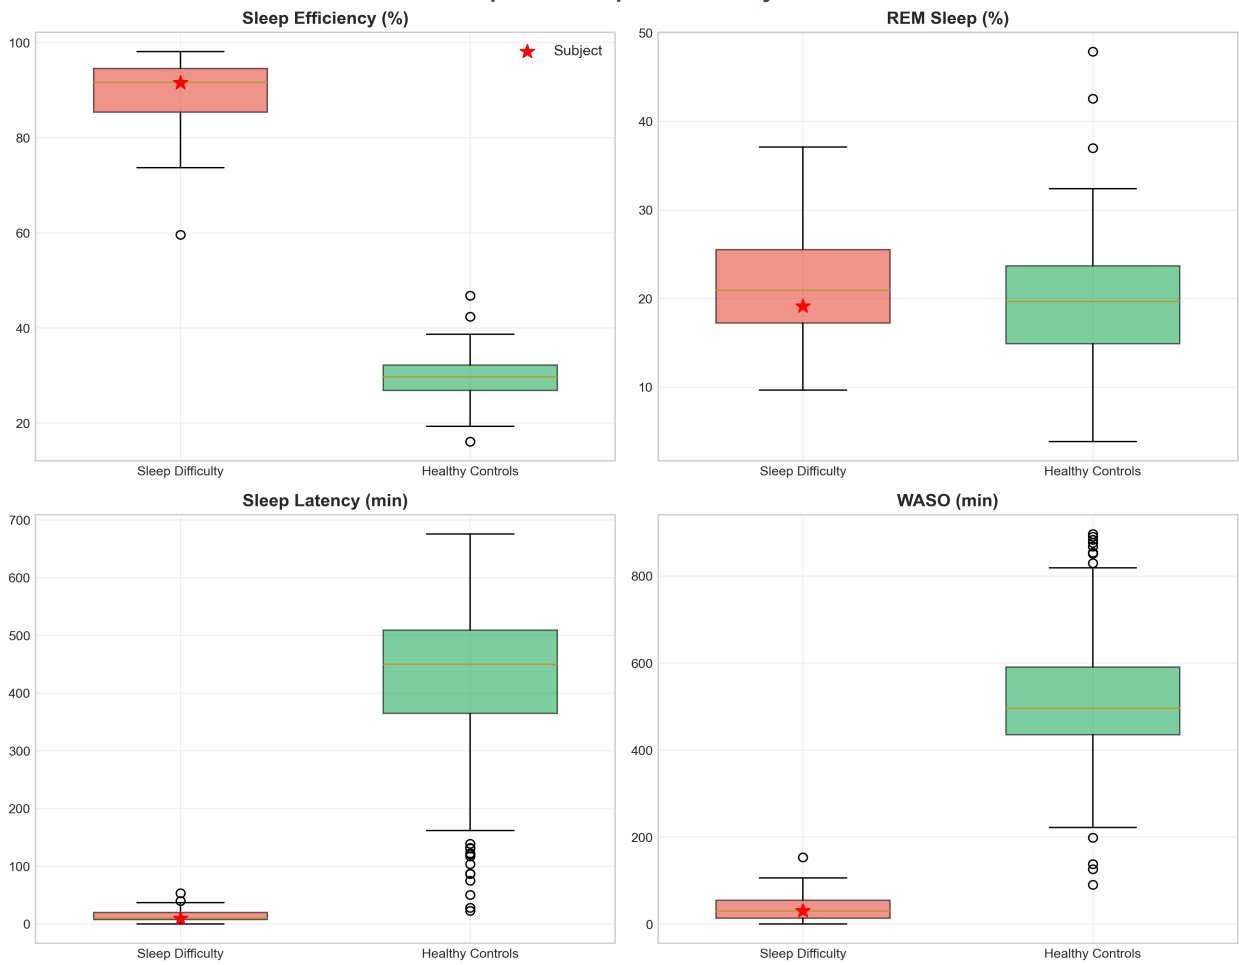 Sleep Efficiency (%)
100
80
60
40
20
Subject
Sleep Difficulty
Healthy Controls
REM Sleep (%)
50
40
30
20
10
Sleep Difficulty
Healthy Controls
Sleep Latency (min)
700
600
500
400
300
200
100
0
Sleep Difficulty
Healthy Controls
WASO (min)
800
600
400
200
0
Sleep Difficulty
Healthy Controls